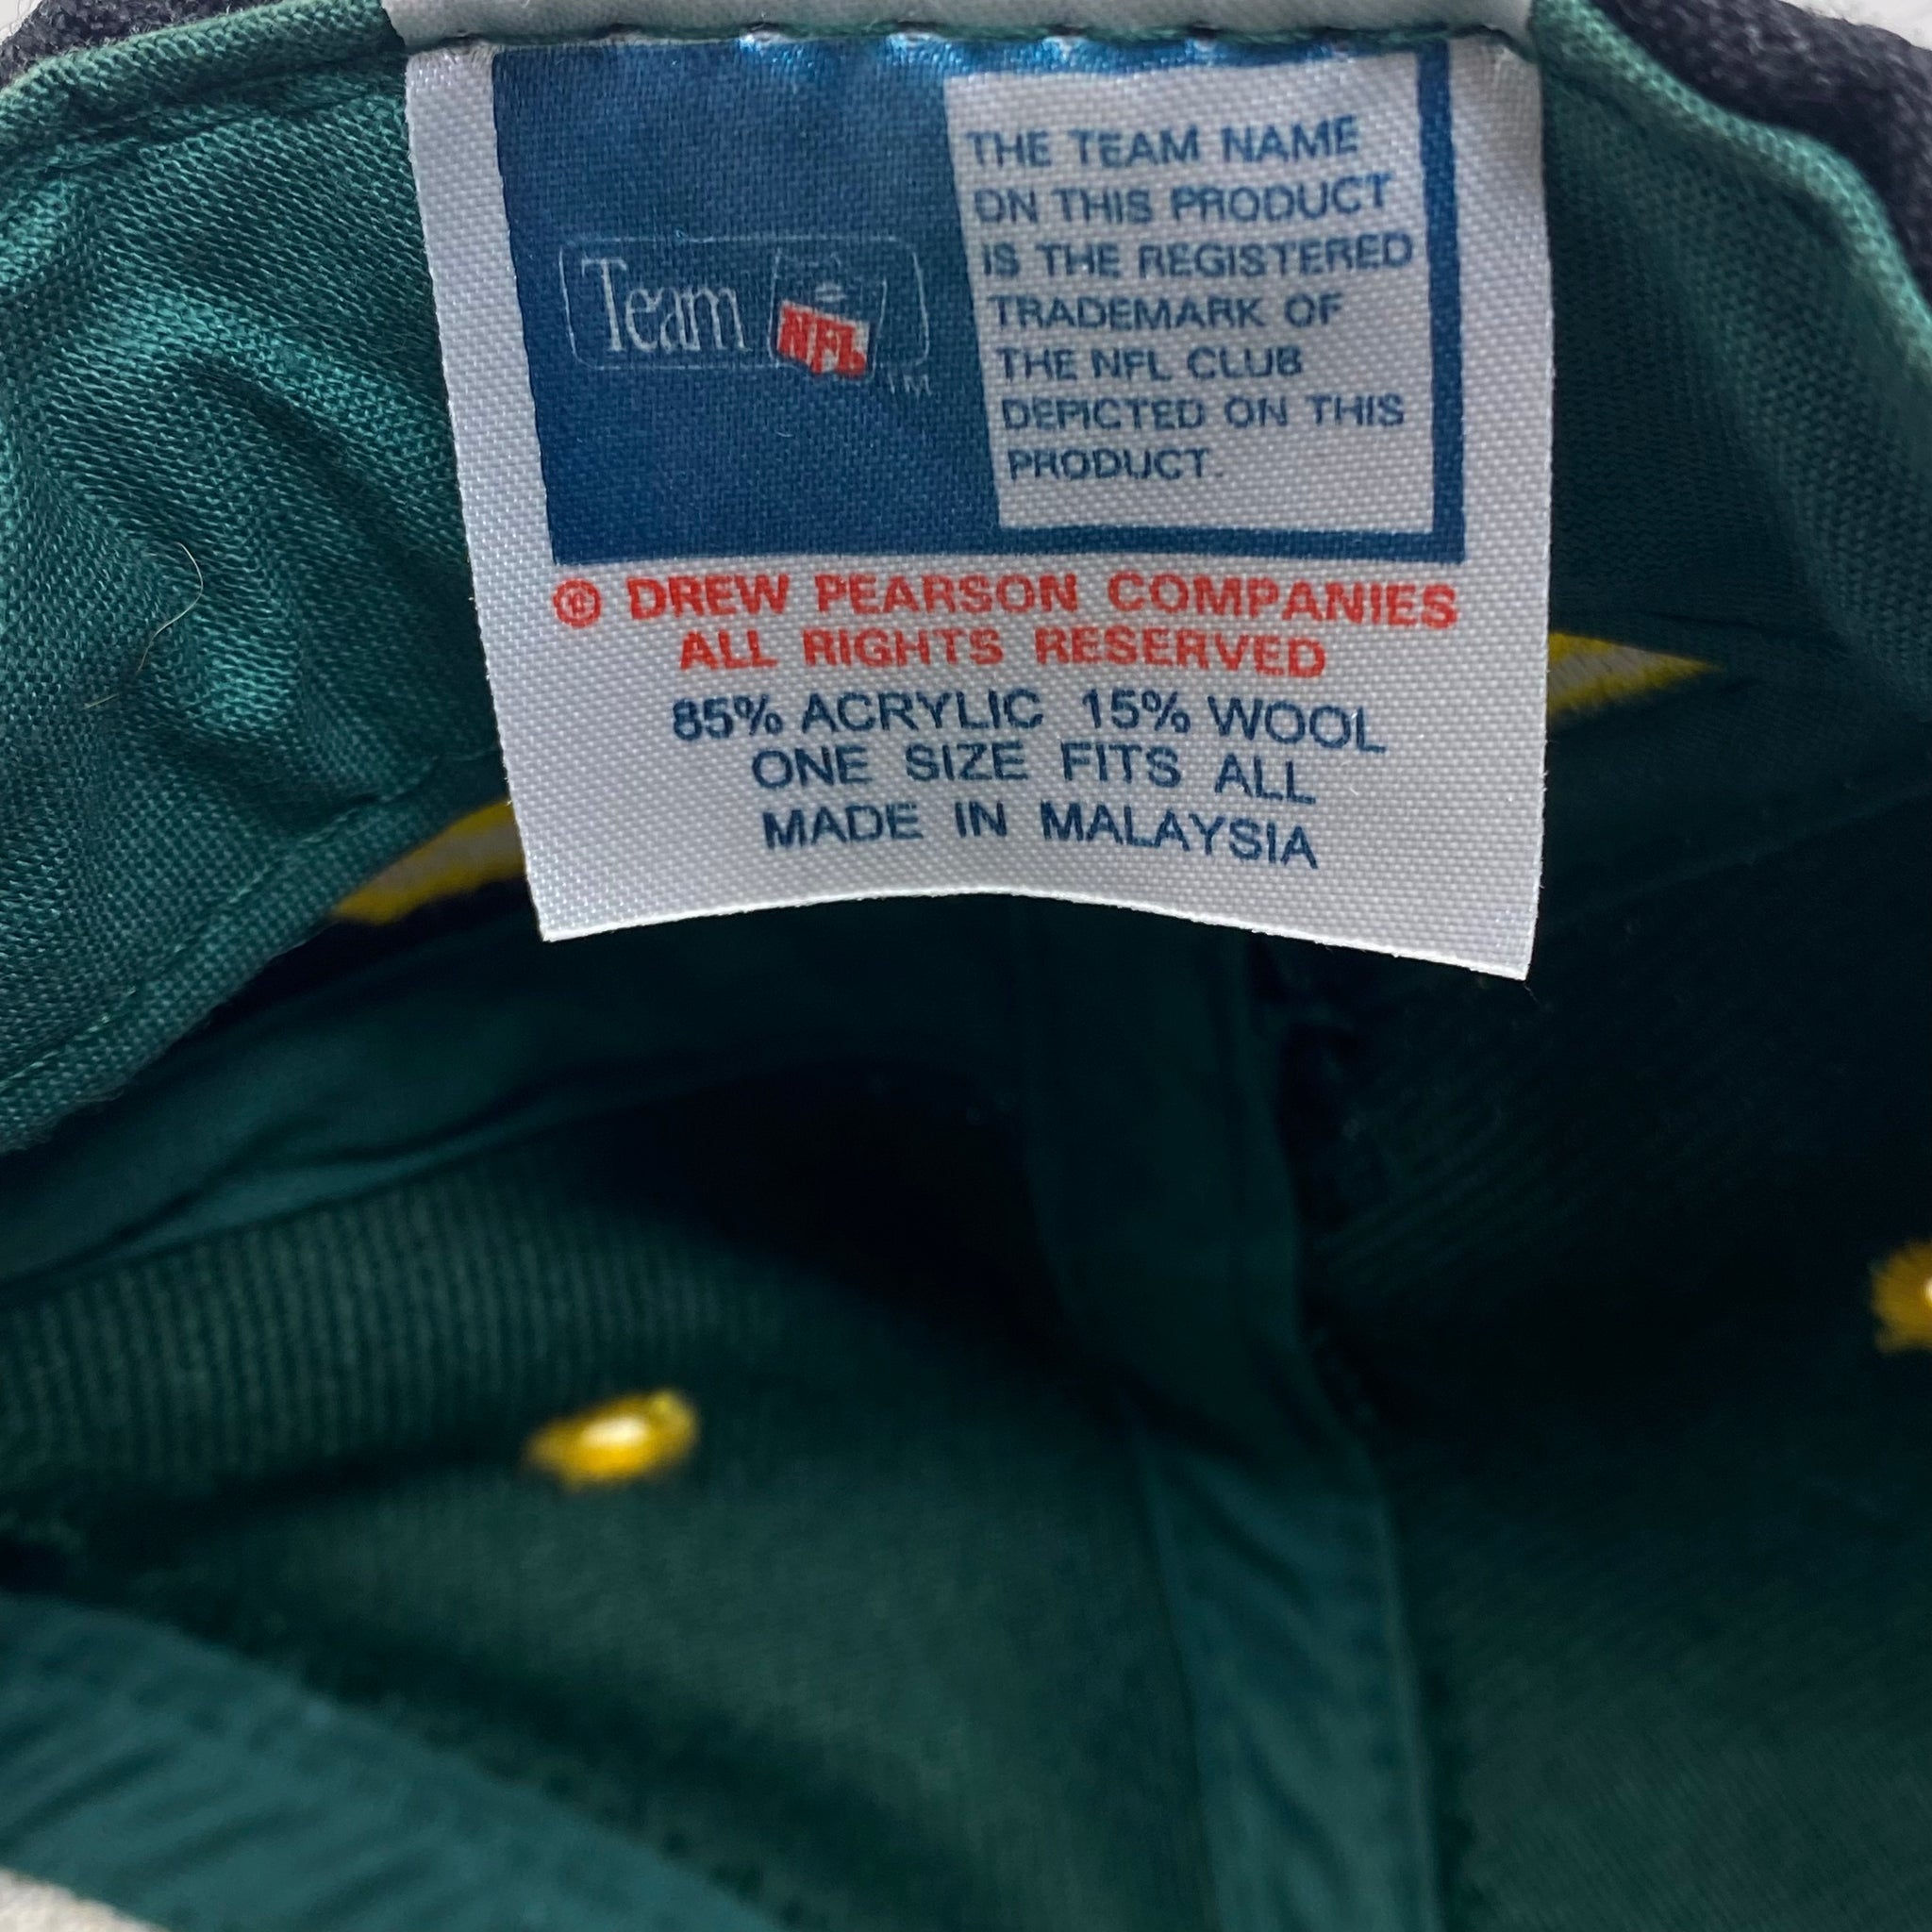 Team NFL TM
THE TEAM NAME
ON THIS PRODUCT
IS THE REGISTERED
TRADEMARK OF
THE NFL CLUB
DEPICTED ON THIS
PRODUCT.
© DREW PEARSON COMPANIES
ALL RIGHTS RESERVED
85% ACRYLIC 15% WOOL
ONE SIZE FITS ALL
MADE IN MALAYSIA